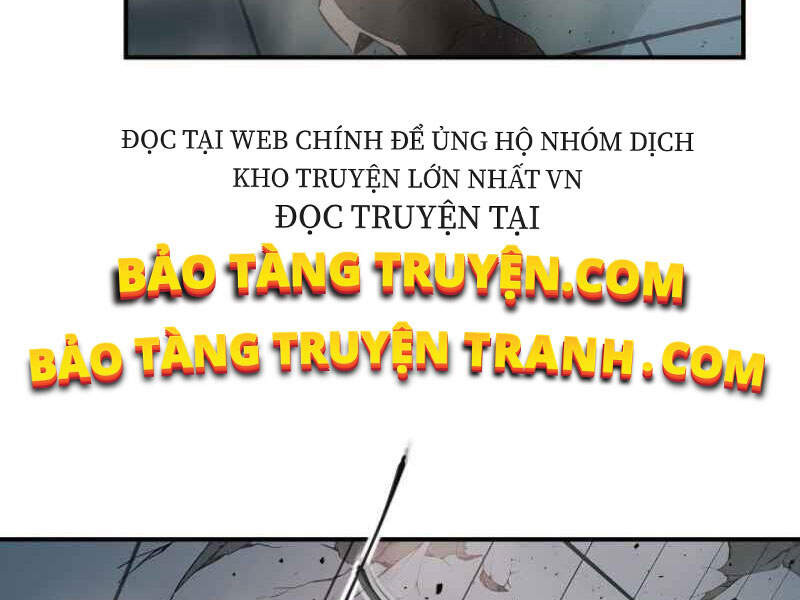 ĐỌC TẠI WEB CHÍNH ĐỂ ỦNG HỘ NHÓM DỊCH
KHO TRUYỆN LỚN NHẤT VN
ĐỌC TRUYỆN TẠI
BẢO TÀNG TRUYỆN.COM
BẢO TÀNG TRUYỆN TRANH.COM